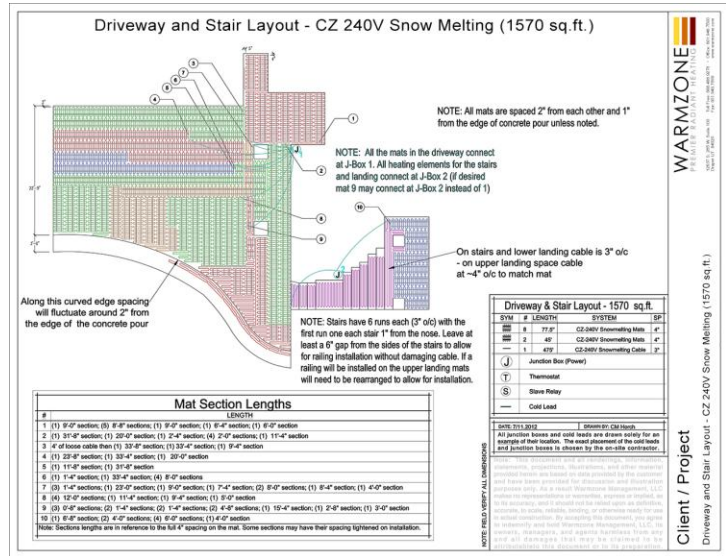 Driveway and Stair Layout - CZ 240V Snow Melting (1570 sq.ft.)
NOTE: All mats are spaced 2" from each other and 1"
from the edge of concrete pour unless noted.
NOTE: All the mats in the driveway connect
at J-Box 1. All heating elements for the stairs
and landing connect at J-Box 2 (if desired
mat 9 may connect at J-Box 2 instead of 1)
7
6
5
4
3
1
2
8
9
10
J
J
On stairs and lower landing cable is 3" o/c
- on upper landing space cable
at ~4" o/c to match mat
Along this curved edge spacing
will fluctuate around 2" from
the edge of the concrete pour
NOTE: Stairs have 6 runs each (3" o/c) with the
first run one each stair 1" from the nose. Leave at
least a 6" gap from the sides of the stairs to allow
for railing installation without damaging cable. If a
railing will be installed on the upper landing mats
will need to be rearranged to allow for installation.
Driveway & Stair Layout - 1570 sq.ft.
SYM # LENGTH SYSTEM SP
8 77.5' CZ-240V Snowmelting Mats 4"
2 45' CZ-240V Snowmelting Mats 4"
1 475' CZ-240V Snowmelting Cable 3"
J Junction Box (Power)
T Thermostat
S Slave Relay
Cold Lead
DATE: 7/11.2012 DRAWN BY: CM Horch
All junction boxes and cold leads are drawn solely for an
example of their location. The exact placement of the cold leads
and junction boxes is chosen by the on-site contractor.
Mat Section Lengths
# LENGTH
1 (1) 9'-0" section; (5) 8'-8" sections; (1) 9'-0" section; (1) 6'-4" section; (1) 6'-0" section
2 (1) 31'-8" section; (1) 20'-0" section; (1) 2'-4" section; (4) 2'-0" sections; (1) 11'-4" section
3 4' of loose cable then (1) 33'-8" section; (1) 33'-4" section; (1) 9'-4" section
4 (1) 23'-8" section; (1) 33'-4" section; (1) 20'-0" section
5 (1) 11'-8" section; (1) 31'-8" section
6 (1) 1'-4" section; (1) 33'-4" section; (4) 8'-0" sections
7 (3) 1'-4" sections; (1) 23'-0" section; (1) 9'-0" section; (1) 7'-4" section; (2) 8'-0" sections; (1) 8'-4" section; (1) 4'-0" section
8 (4) 12'-0" sections; (1) 11'-4" section; (1) 9'-4" section; (1) 5'-0" section
9 (3) 0'-8" sections; (2) 1'-4" sections; (2) 1'-4" sections; (2) 4'-8" sections; (1) 15'-4" section; (1) 2'-8" section; (1) 3'-0" section
10 (1) 6'-8" section; (2) 4'-0" sections; (4) 6'-0" sections; (1) 4'-0" section
Note: Sections lengths are in reference to the full 4" spacing on the mat. Some sections may have their spacing tightened on installation.
NOTE: FIELD VERIFY ALL DIMENSIONS
WARMZONE
PREMIER RADIANT HEATING
Client / Project
Driveway and Stair Layout - CZ 240V Snow Melting (1570 sq.ft.)